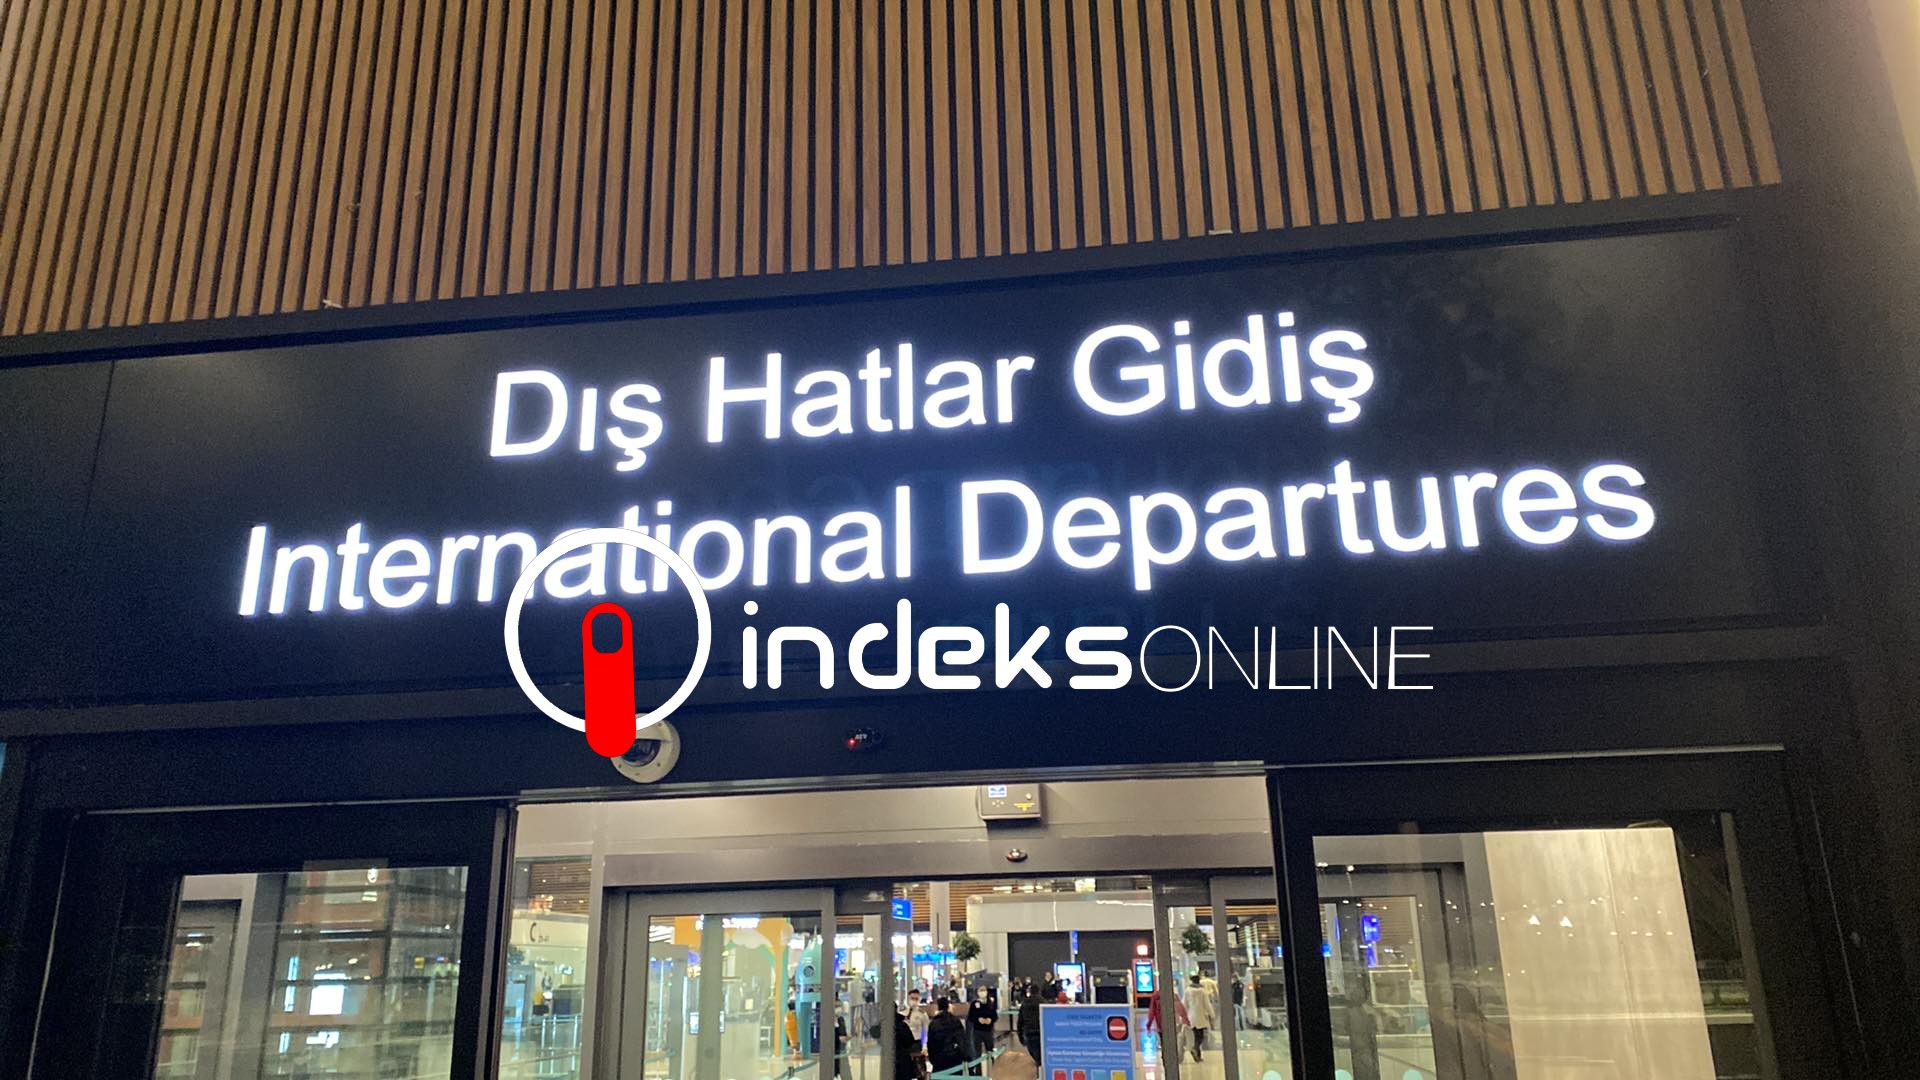 Dış Hatlar Gidiş
International Departures
indeksONLINE